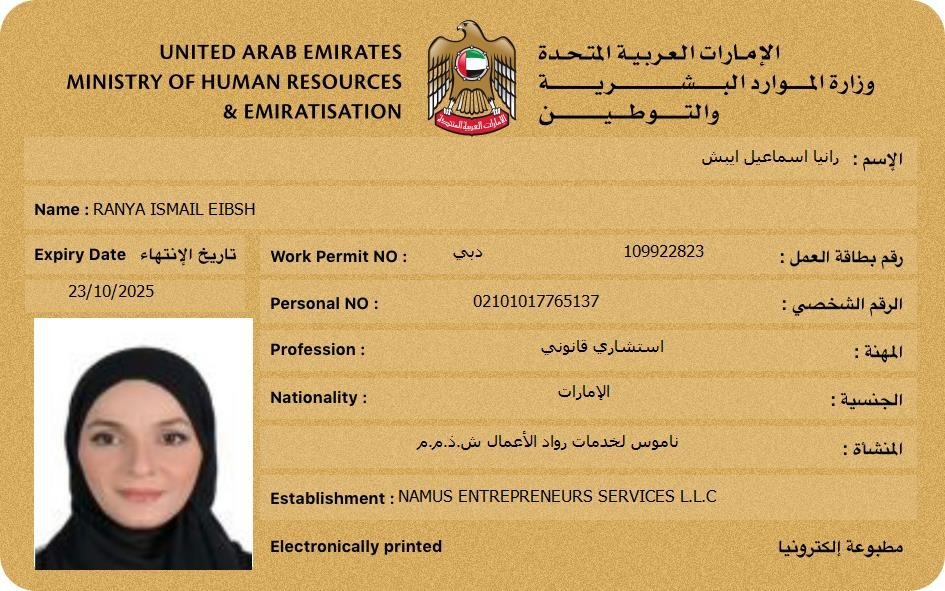 UNITED ARAB EMIRATES
MINISTRY OF HUMAN RESOURCES
& EMIRATISATION
الإمارات العربية المتحدة
وزارة الموارد البشرية
والتوطين
الإمارات العربية المتحدة
الإسم : رانيا اسماعيل ايبش
Name : RANYA ISMAIL EIBSH
Expiry Date تاريخ الإنتهاء
23/10/2025
Work Permit NO : دبي 109922823 رقم بطاقة العمل :
Personal NO : 02101017765137 الرقم الشخصي :
Profession : استشاري قانوني المهنة :
Nationality : الإمارات الجنسية :
المنشأة : ناموس لخدمات رواد الأعمال ش.ذ.م.م
Establishment : NAMUS ENTREPRENEURS SERVICES L.L.C
Electronically printed مطبوعة إلكترونيا